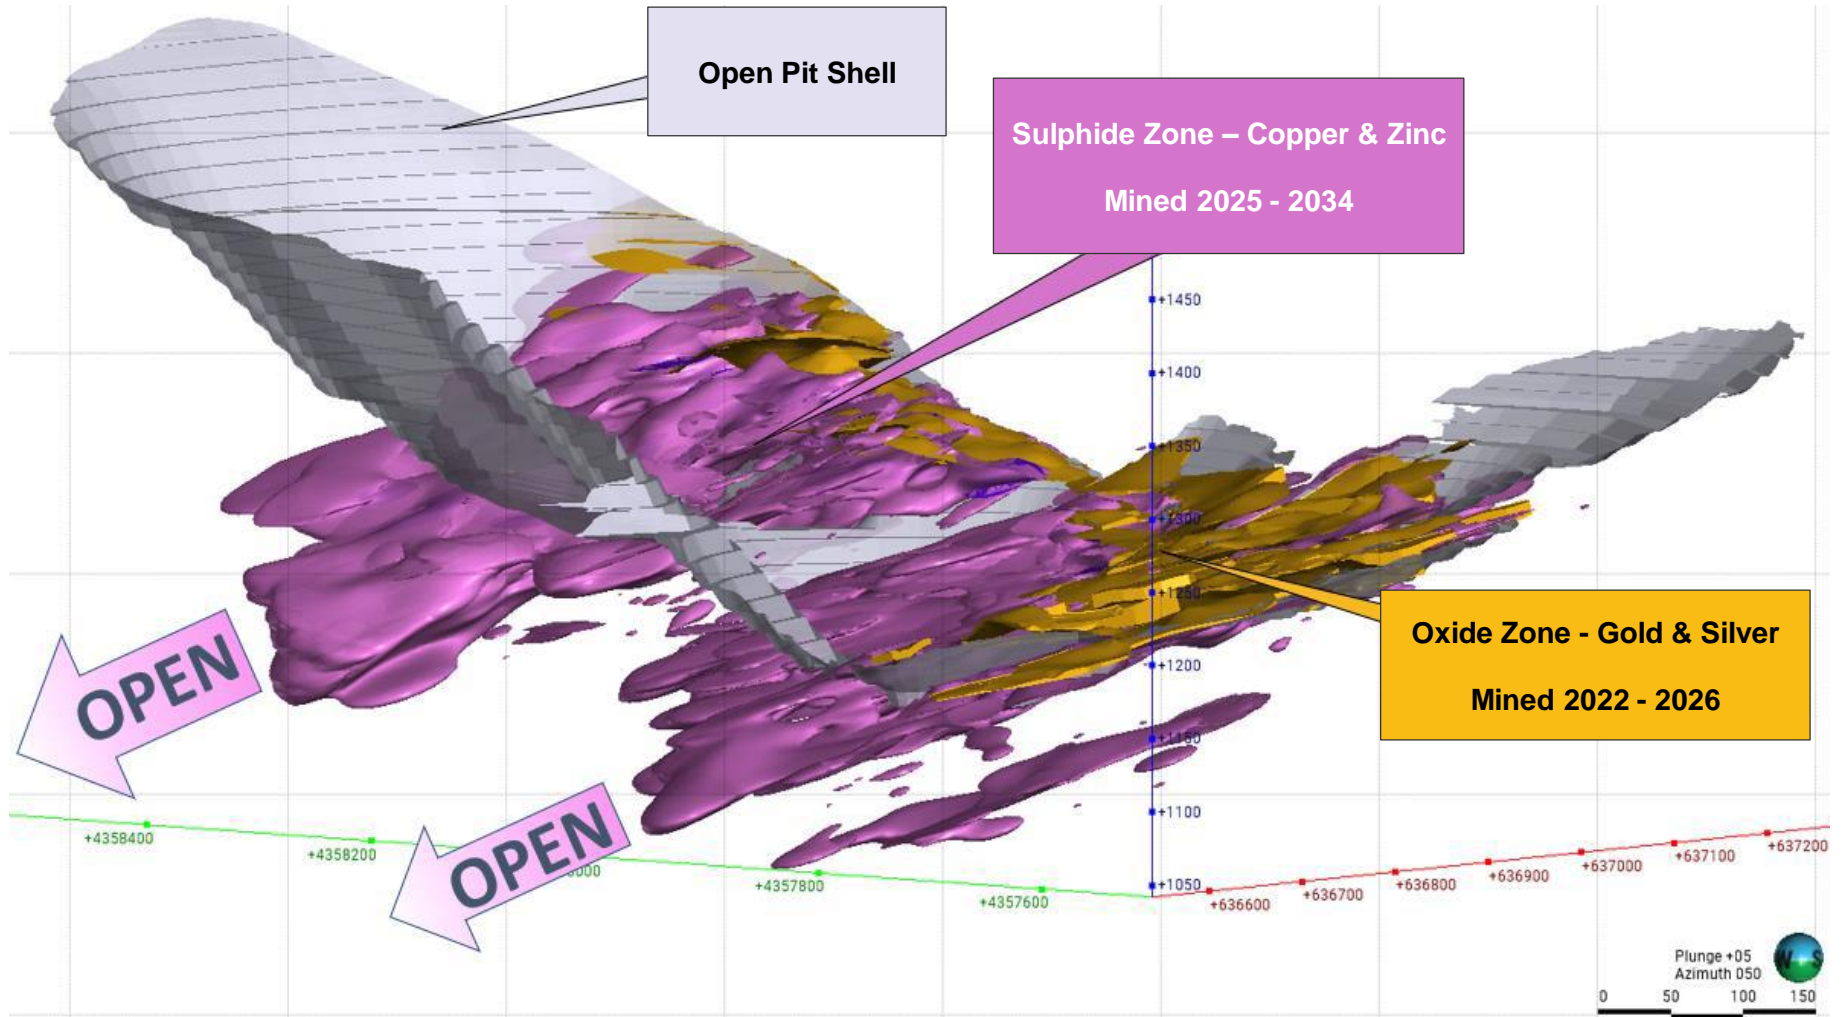 Open Pit Shell
Sulphide Zone – Copper & Zinc
Mined 2025 - 2034
+1450
+1400
+1350
+1300
+1250
+1200
+1150
+1100
+1050
Oxide Zone - Gold & Silver
Mined 2022 - 2026
OPEN
OPEN
+4358400
+4358200
000
+4357800
+4357600
+636600
+636700
+636800
+636900
+637000
+637100
+637200
Plunge +05
Azimuth 050
W S
0 50 100 150